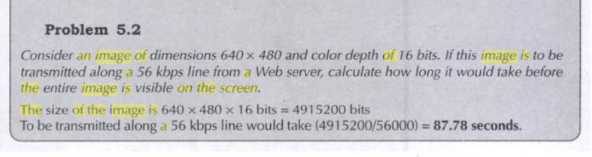 Problem 5.2
Consider an image of dimensions 640 × 480 and color depth of 16 bits. If this image is to be
transmitted along a 56 kbps line from a Web server, calculate how long it would take before
the entire image is visible on the screen.
The size of the image is 640 × 480 × 16 bits = 4915200 bits
To be transmitted along a 56 kbps line would take (4915200/56000) = 87.78 seconds.